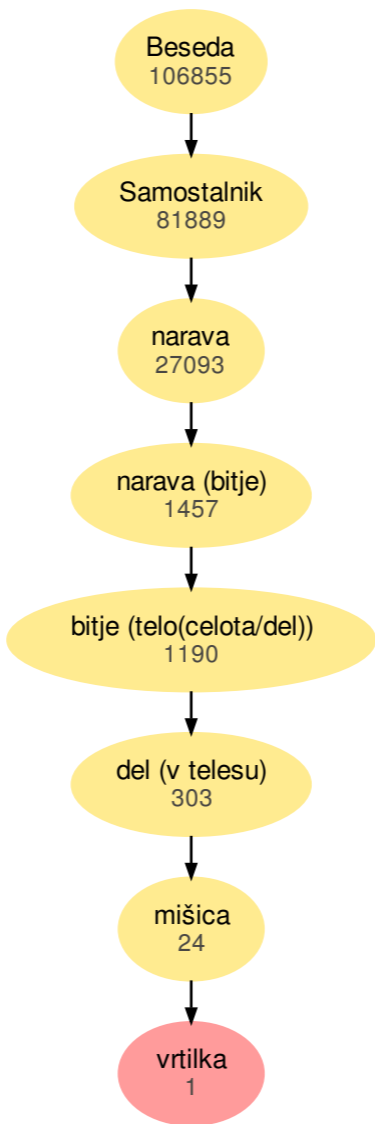 Beseda
106855
Samostalnik
81889
narava
27093
narava (bitje)
1457
bitje (telo(celota/del))
1190
del (v telesu)
303
mišica
24
vrtilka
1